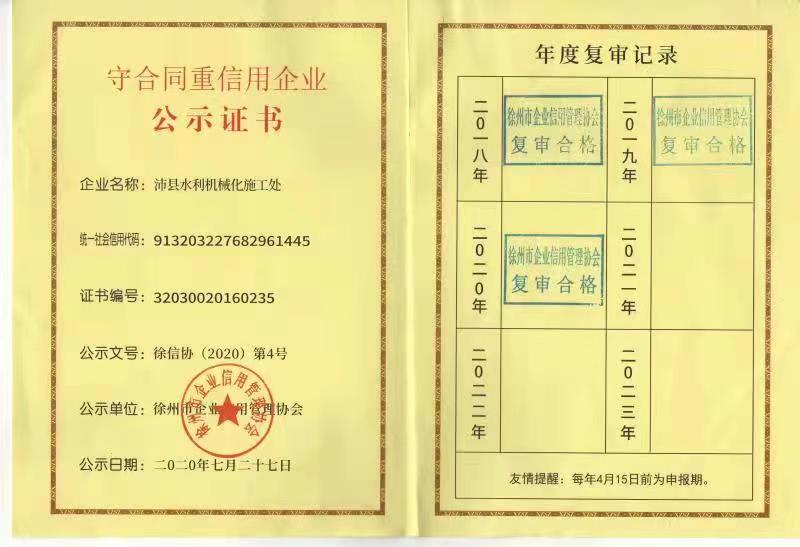 守合同重信用企业
公示证书
企业名称：沛县水利机械化施工处
统一社会信用代码：913203227682961445
证书编号：32030020160235
公示文号：徐信协（2020）第4号
公示单位：徐州市企业信用管理协会
徐州市企业信用管理协会
公示日期：二〇二〇年七月二十七日
年度复审记录
二〇一八年
徐州市企业信用管理协会
复审合格
二〇一九年
徐州市企业信用管理协会
复审合格
二〇二〇年
徐州市企业信用管理协会
复审合格
二〇二一年
二〇二二年
二〇二三年
友情提醒：每年4月15日前为申报期。